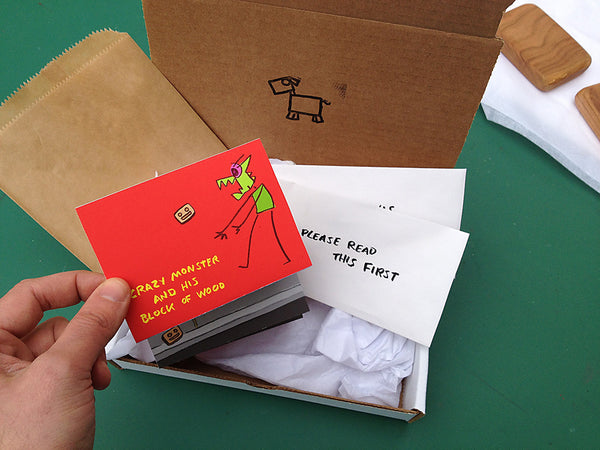 CRAZY MONSTER
AND HIS
BLOCK OF WOOD
PLEASE READ
THIS FIRST